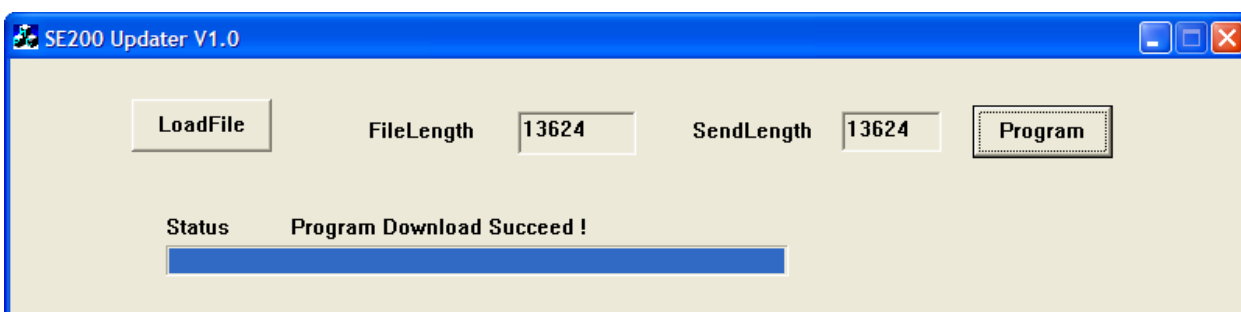 SE200 Updater V1.0
LoadFile FileLength 13624 SendLength 13624 Program
Status Program Download Succeed !